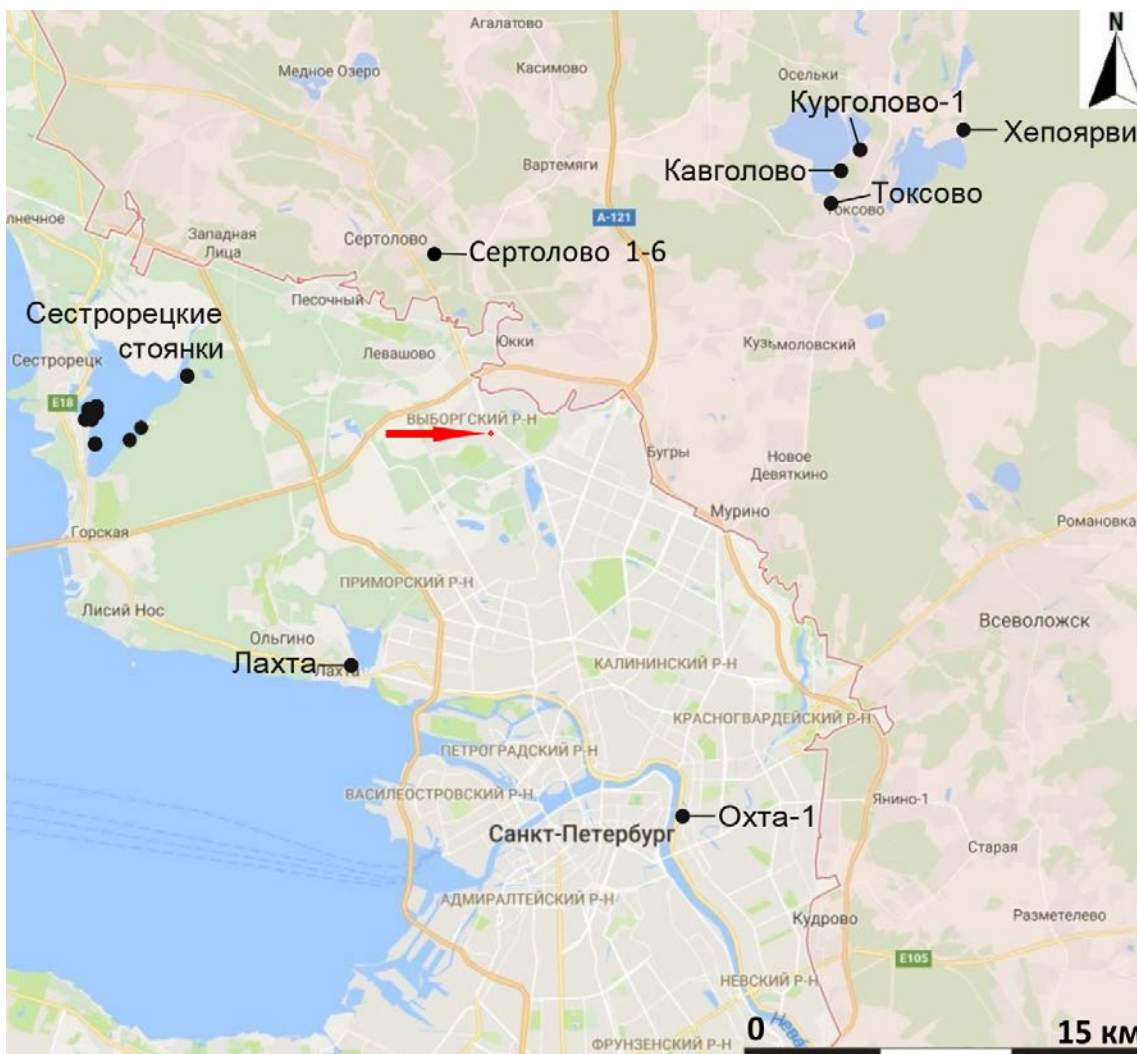 Агалатово
N
Медное Озеро
Касимово
Осельки
Курголово-1
Хепоярви
Вартемяги
Кавголово
Токсово
Токсово
лнечное
А-121
Западная
Лица
Сертолово
Сертолово 1-6
Песочный
Сестрорецкие
стоянки
Юкки
Кузьмоловский
Левашово
Сестрорецк
E18
ВЫБОРГСКИЙ Р-Н
Бугры
Новое
Девяткино
Мурино
Романовка
Горская
ПРИМОРСКИЙ Р-Н
Лисий Нос
Всеволожск
Ольгино
Лахта
Лахта
КАЛИНИНСКИЙ Р-Н
КРАСНОГВАРДЕЙСКИЙ Р-Н
ПЕТРОГРАДСКИЙ Р-Н
ВАСИЛЕОСТРОВСКИЙ Р-Н
Янино-1
Охта-1
Санкт-Петербург
Старая
АДМИРАЛТЕЙСКИЙ Р-Н
Кудрово
Разметелево
E105
НЕВСКИЙ Р-Н
Нева
0
15 км
ФРУНЗЕНСКИЙ Р-Н